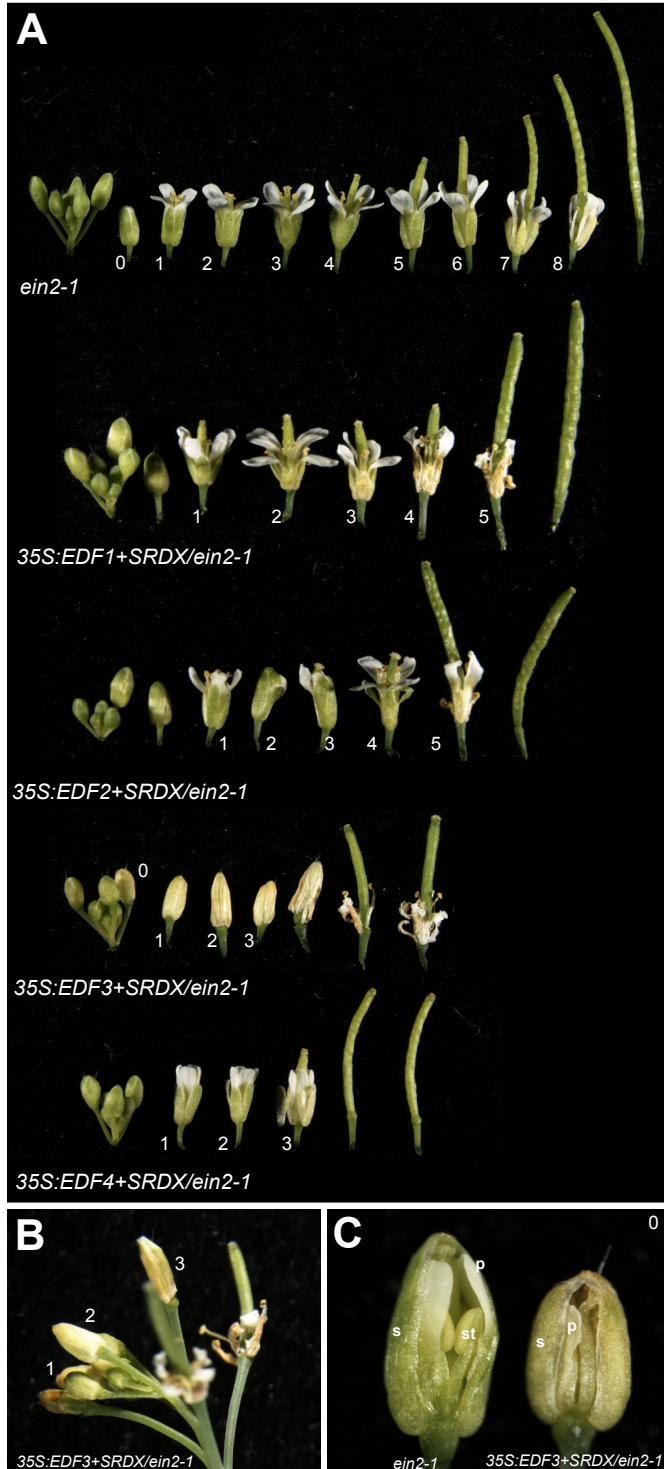 A
0 1 2 3 4 5 6 7 8
ein2-1
1 2 3 4 5
35S:EDF1+SRDX/ein2-1
1 2 3 4 5
35S:EDF2+SRDX/ein2-1
0
1 2 3
35S:EDF3+SRDX/ein2-1
1 2 3
35S:EDF4+SRDX/ein2-1
B
3
2
1
35S:EDF3+SRDX/ein2-1
C
0
p
s st s p
ein2-1 35S:EDF3+SRDX/ein2-1